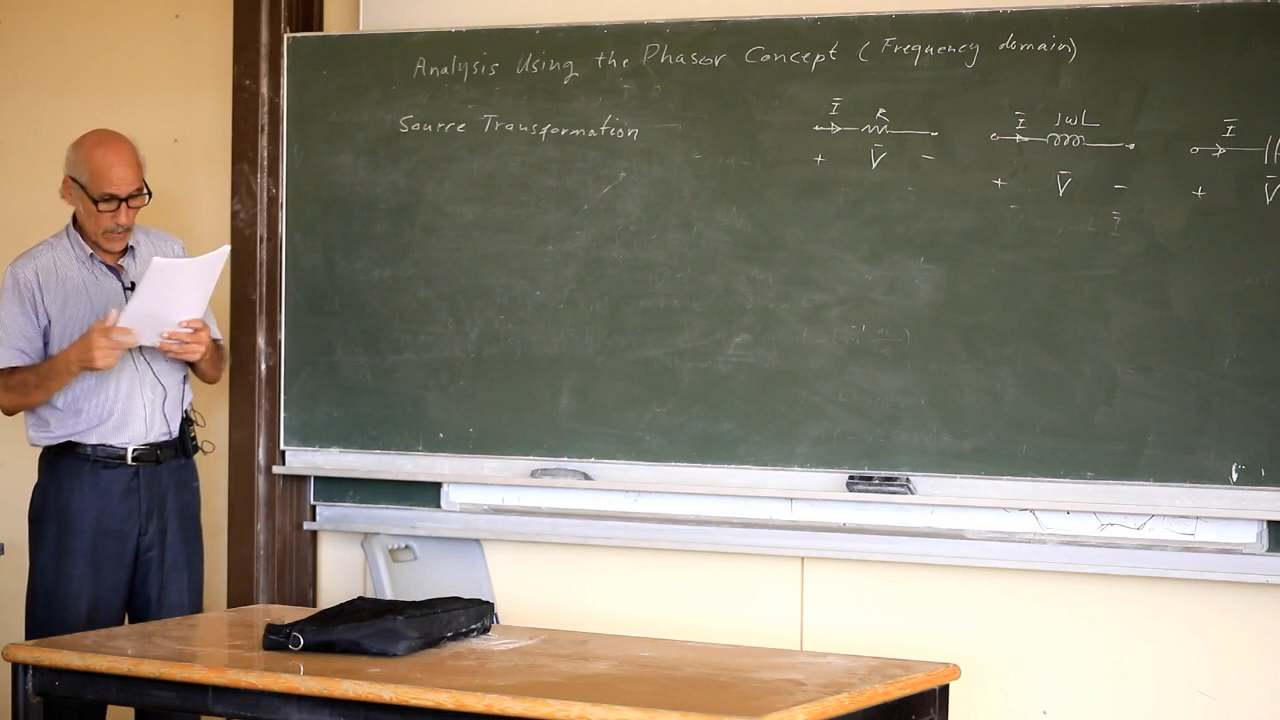 Analysis Using the Phasor Concept (Frequency domain)
Source Transformation
Ī R
+ V̄ −
Ī jωL
+ V̄ −
Ī
+ V̄
Ī